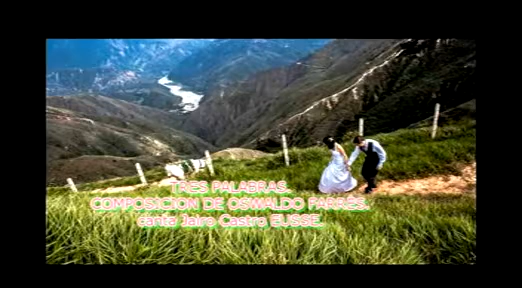 TRES PALABRAS.
COMPOSICION DE OSWALDO FARRÉS.
canta Jairo Castro EUSSE.